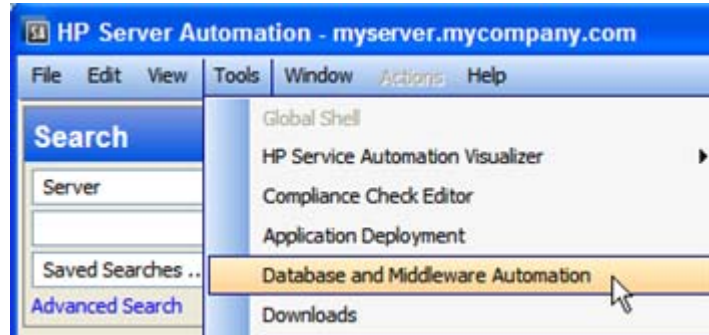 HP Server Automation - myserver.mycompany.com
File Edit View Tools Window Actions Help
Search
Server
Saved Searches ..
Advanced Search
Global Shell
HP Service Automation Visualizer
Compliance Check Editor
Application Deployment
Database and Middleware Automation
Downloads